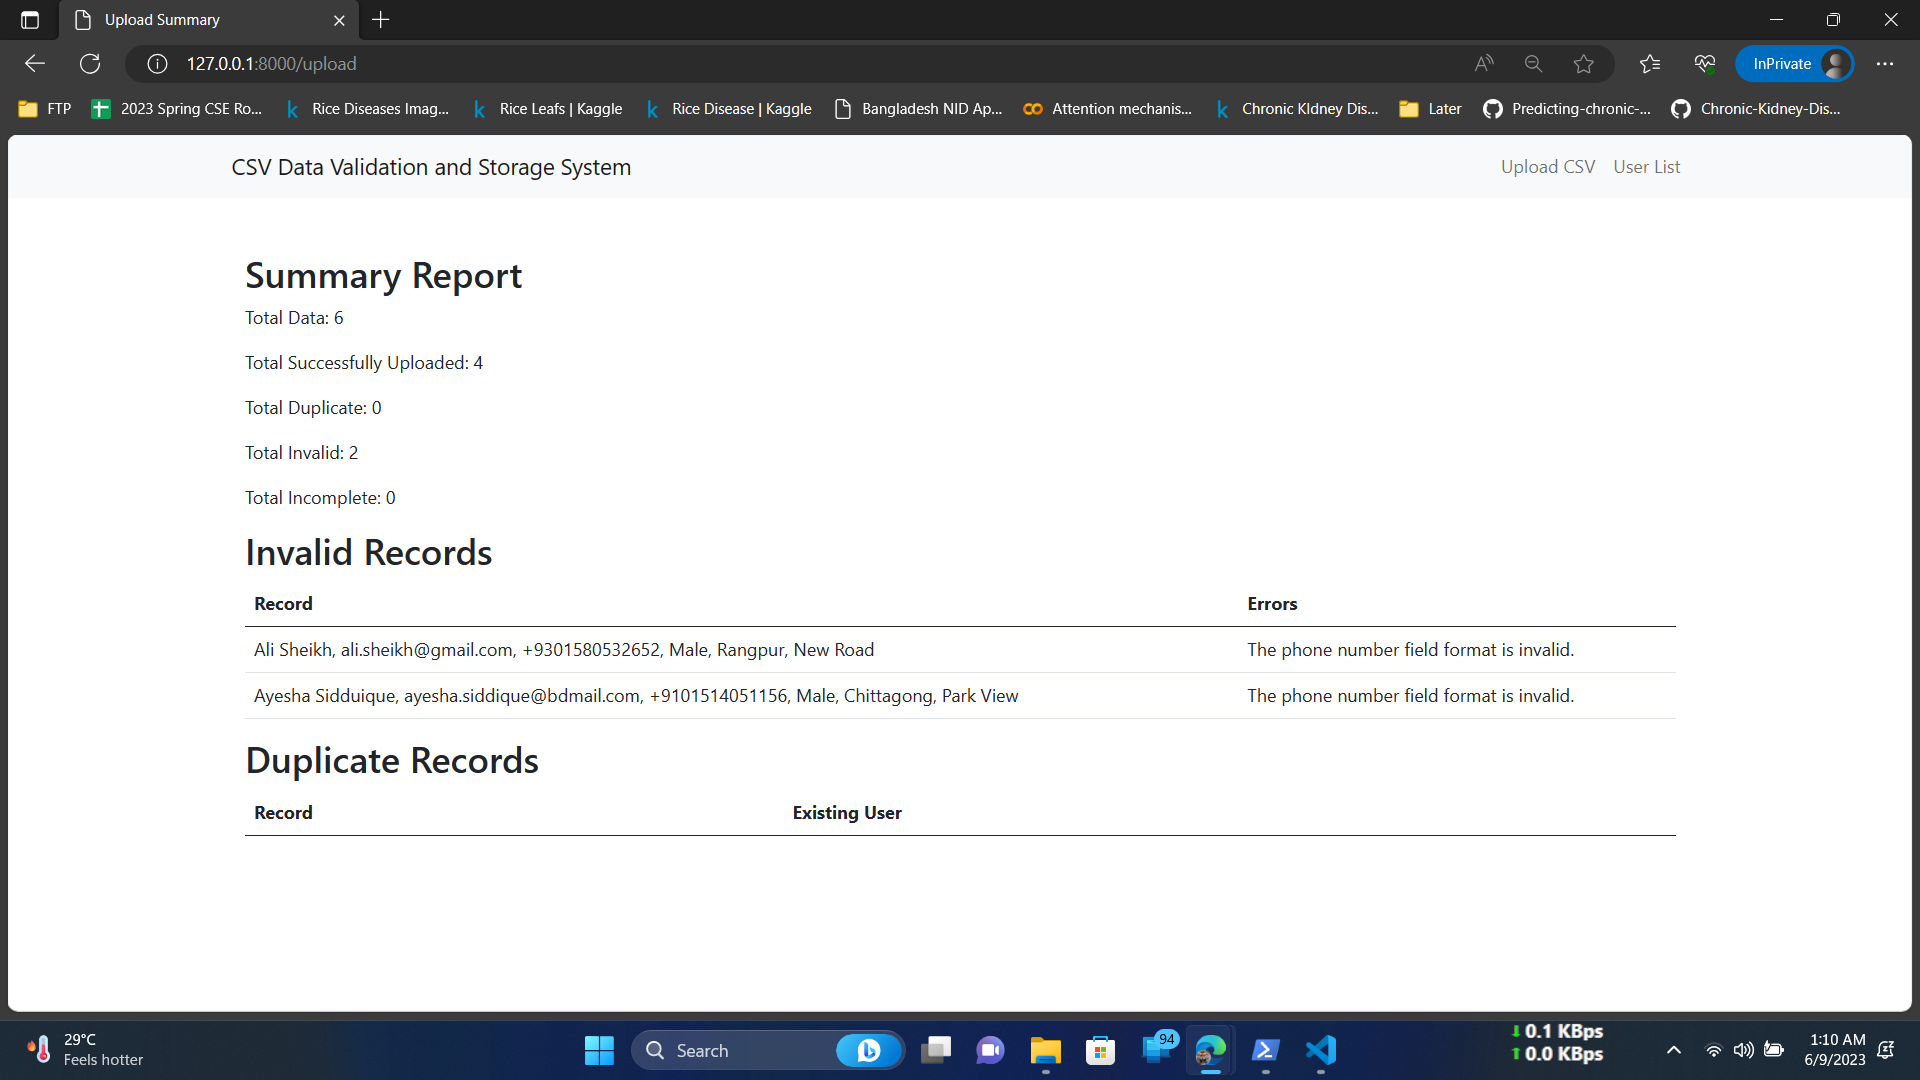 Upload Summary
127.0.0.1:8000/upload
InPrivate
FTP
2023 Spring CSE Ro...
Rice Diseases Imag...
Rice Leafs | Kaggle
Rice Disease | Kaggle
Bangladesh NID Ap...
Attention mechanis...
Chronic KIdney Dis...
Later
Predicting-chronic-...
Chronic-Kidney-Dis...
CSV Data Validation and Storage System
Upload CSV
User List
Summary Report
Total Data: 6
Total Successfully Uploaded: 4
Total Duplicate: 0
Total Invalid: 2
Total Incomplete: 0
Invalid Records
Record Errors
Ali Sheikh, ali.sheikh@gmail.com, +9301580532652, Male, Rangpur, New Road The phone number field format is invalid.
Ayesha Sidduique, ayesha.siddique@bdmail.com, +9101514051156, Male, Chittagong, Park View The phone number field format is invalid.
Duplicate Records
Record Existing User
29°C
Feels hotter
Search
94
0.1 KBps
0.0 KBps
1:10 AM
6/9/2023